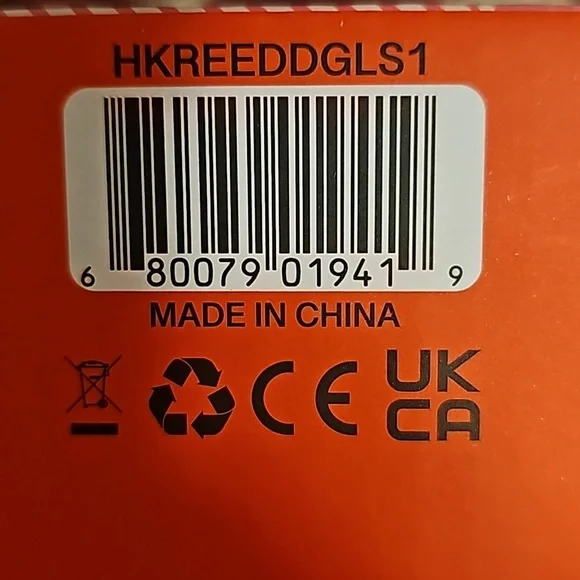 HKREEDDGLS1
6 80079 01941 9
MADE IN CHINA
CE UK
CA